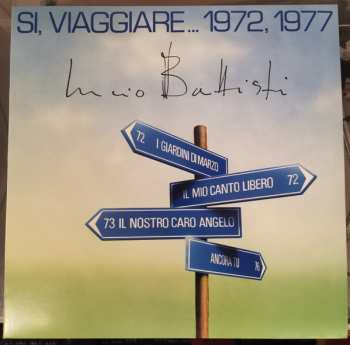 SI, VIAGGIARE... 1972, 1977
Lucio Battisti
72 I GIARDINI DI MARZO
IL MIO CANTO LIBERO 72
73 IL NOSTRO CARO ANGELO
ANCORA TU 76